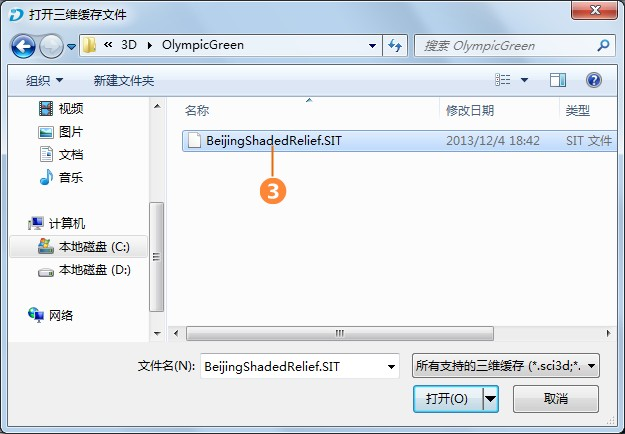 打开三维缓存文件
« 3D OlympicGreen
搜索 OlympicGreen
组织 新建文件夹
名称 修改日期 类型
视频
图片
文档
音乐
计算机
本地磁盘 (C:)
本地磁盘 (D:)
网络
BeijingShadedRelief.SIT 2013/12/4 18:42 SIT 文件
3
文件名(N): BeijingShadedRelief.SIT 所有支持的三维缓存 (*.sci3d;*.
打开(O) 取消